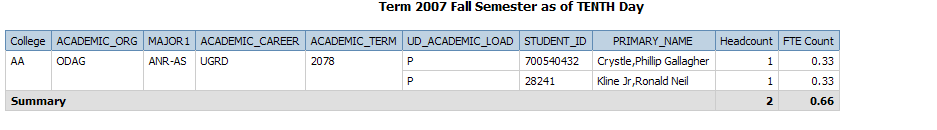 Term 2007 Fall Semester as of TENTH Day
College ACADEMIC_ORG MAJOR1 ACADEMIC_CAREER ACADEMIC_TERM UD_ACADEMIC_LOAD STUDENT_ID PRIMARY_NAME Headcount FTE Count
AA ODAG ANR-AS UGRD 2078 P 700540432 Crystle,Phillip Gallagher 1 0.33
P 28241 Kline Jr,Ronald Neil 1 0.33
Summary 2 0.66